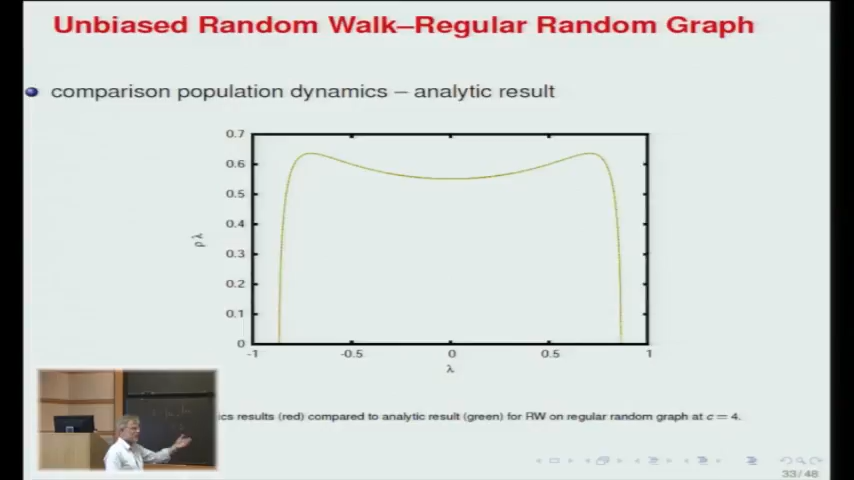 Unbiased Random Walk–Regular Random Graph
comparison population dynamics – analytic result
0.7
0.6
0.5
0.4
0.3
0.2
0.1
0
ρ λ
-1
-0.5
0
0.5
1
λ
results (red) compared to analytic result (green) for RW on regular random graph at c = 4.
33/48